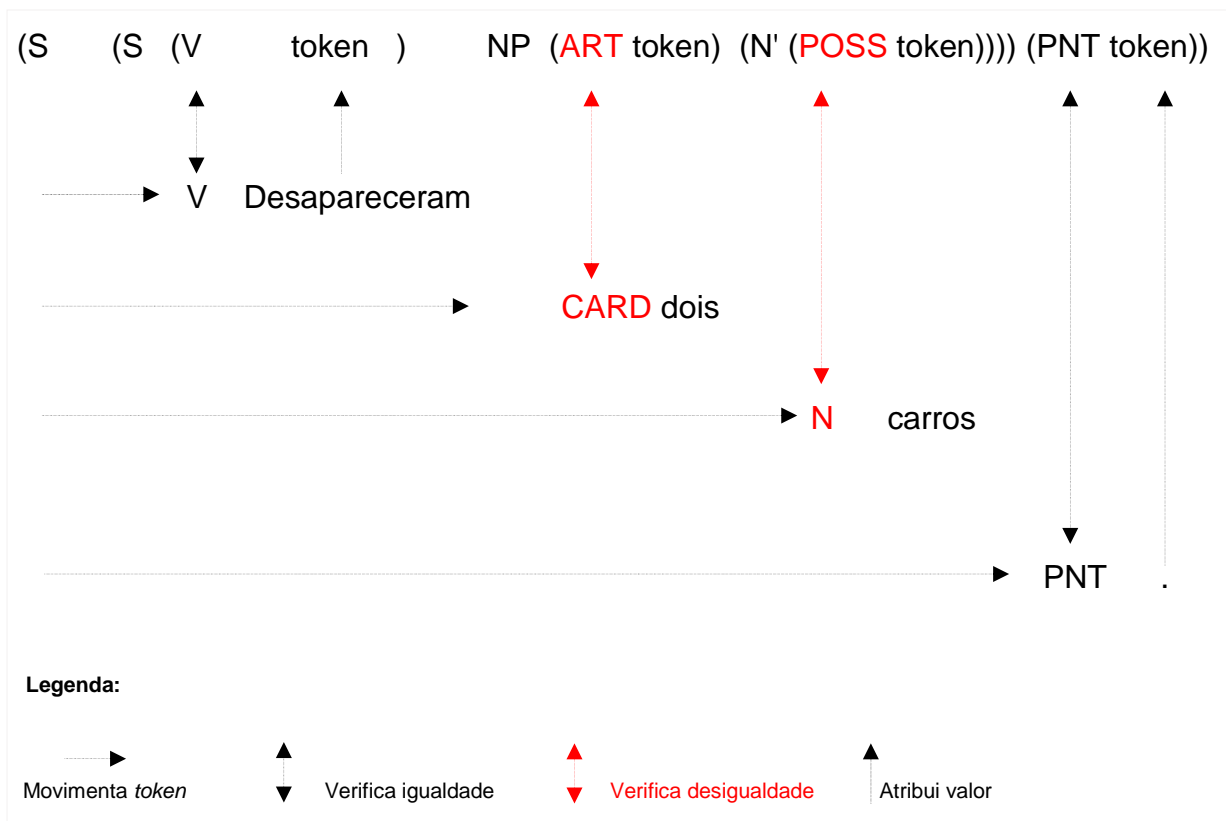 (S (S (V token ) NP (ART token) (N' (POSS token)))) (PNT token))
V Desapareceram
CARD dois
N carros
PNT .
Legenda:
Movimenta token Verifica igualdade Verifica desigualdade Atribui valor